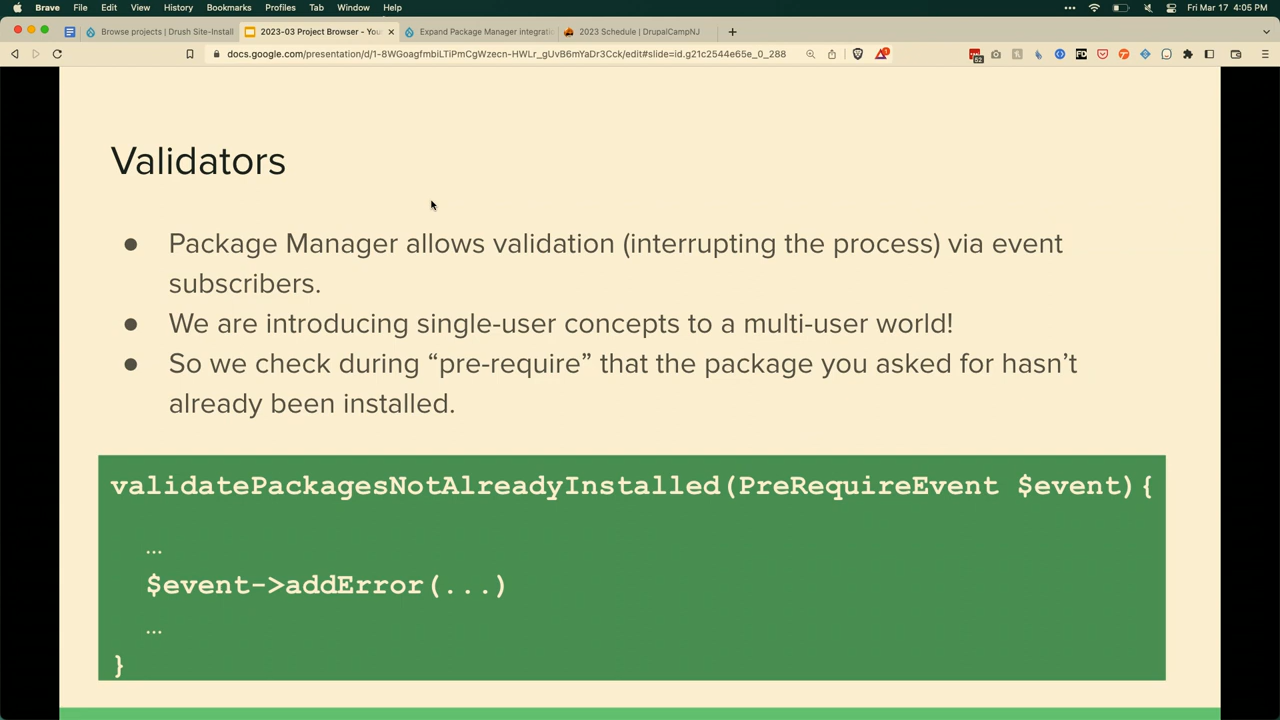 Brave File Edit View History Bookmarks Profiles Tab Window Help Fri Mar 17 4:05 PM
Browse projects | Drush Site-Install 2023-03 Project Browser - You Expand Package Manager integratio 2023 Schedule | DrupalCampNJ
docs.google.com/presentation/d/1-8WGoagfmbiLTiPmCgWzecn-HWLr_gUvB6mYaDr3Cck/edit#slide=id.g21c2544e65e_0_288
Validators
● Package Manager allows validation (interrupting the process) via event
subscribers.
● We are introducing single-user concepts to a multi-user world!
● So we check during “pre-require” that the package you asked for hasn’t
already been installed.
validatePackagesNotAlreadyInstalled(PreRequireEvent $event){
…
$event->addError(...)
…
}